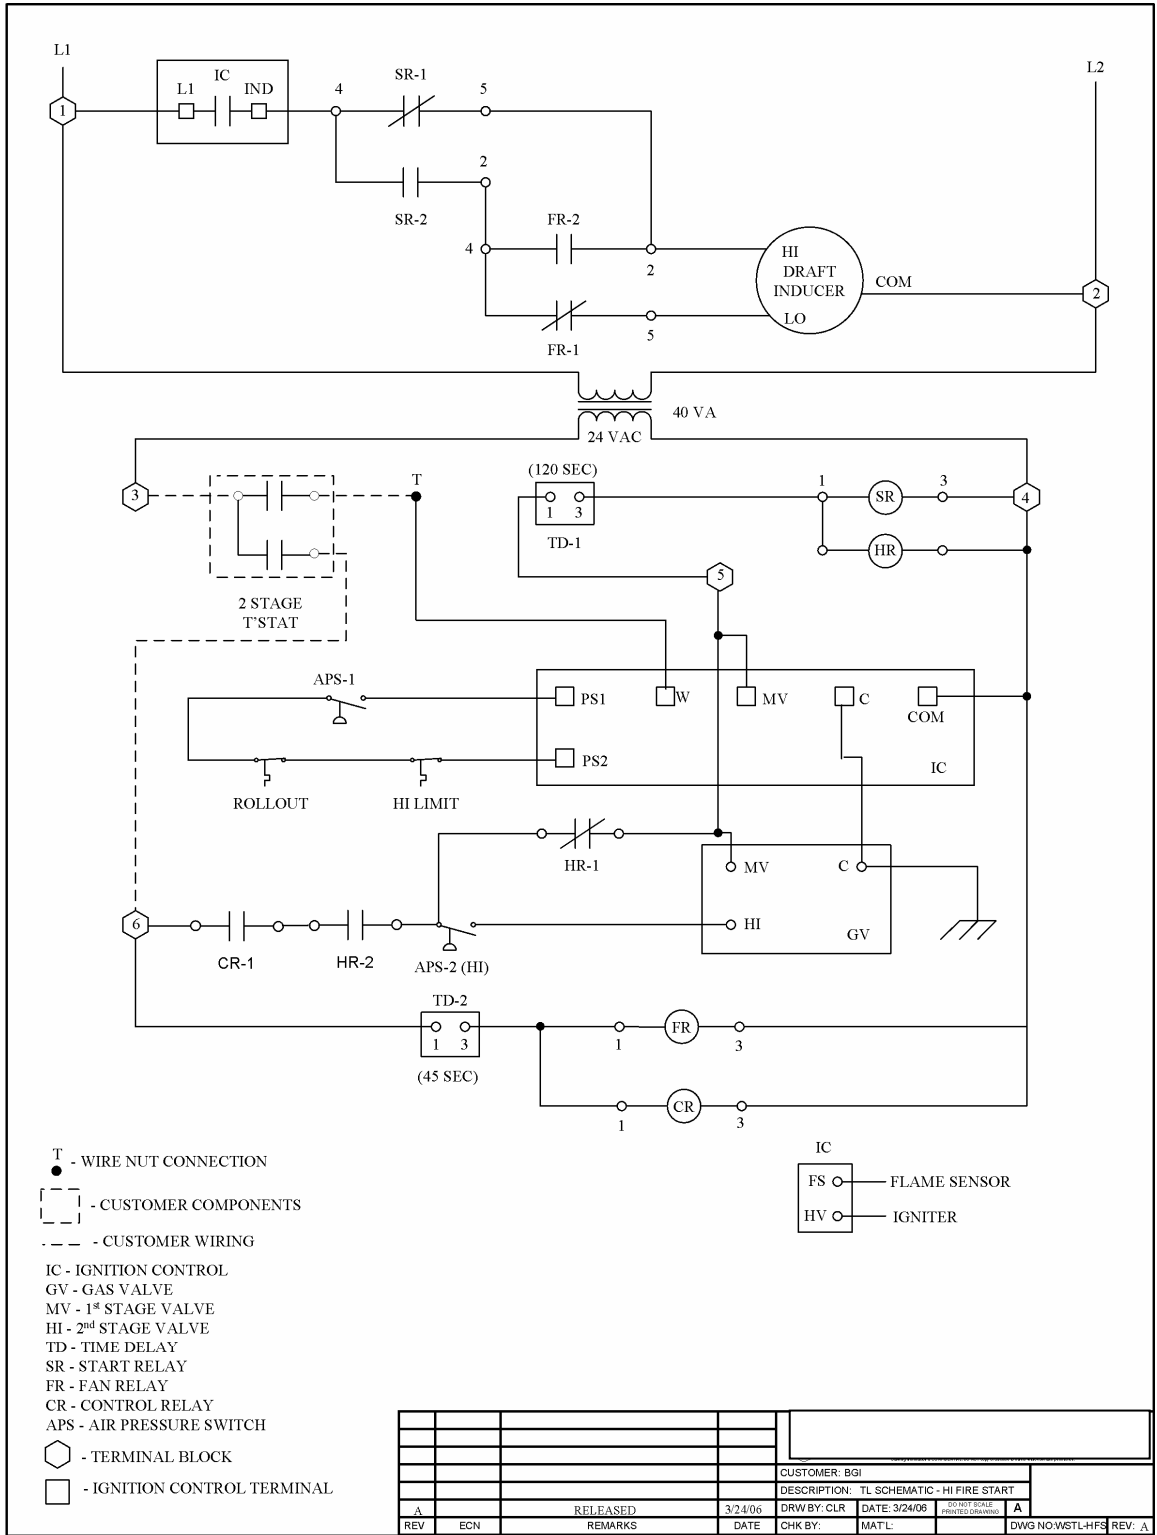 L1
L2
1
IC
L1
IND
4
SR-1
5
2
SR-2
4
FR-2
2
HI
DRAFT
INDUCER
LO
COM
2
5
FR-1
40 VA
24 VAC
(120 SEC)
3
T
1 3
TD-1
1
SR
3
4
HR
5
2 STAGE
T'STAT
APS-1
PS1
W
MV
C
COM
PS2
IC
ROLLOUT
HI LIMIT
HR-1
MV
C
6
HI
GV
CR-1
HR-2
APS-2 (HI)
TD-2
1 3
(45 SEC)
1
FR
3
1
CR
3
T
- WIRE NUT CONNECTION
- CUSTOMER COMPONENTS
- CUSTOMER WIRING
IC
FS
FLAME SENSOR
HV
IGNITER
IC - IGNITION CONTROL
GV - GAS VALVE
MV - 1st STAGE VALVE
HI - 2nd STAGE VALVE
TD - TIME DELAY
SR - START RELAY
FR - FAN RELAY
CR - CONTROL RELAY
APS - AIR PRESSURE SWITCH
- TERMINAL BLOCK
- IGNITION CONTROL TERMINAL
CUSTOMER: BGI
DESCRIPTION: TL SCHEMATIC - HI FIRE START
A
RELEASED
3/24/06
DRW BY: CLR
DATE: 3/24/06
DO NOT SCALE
PRINTED DRAWING
A
REV
ECN
REMARKS
DATE
CHK BY:
MAT'L:
DWG NO:WSTL-HFS
REV: A